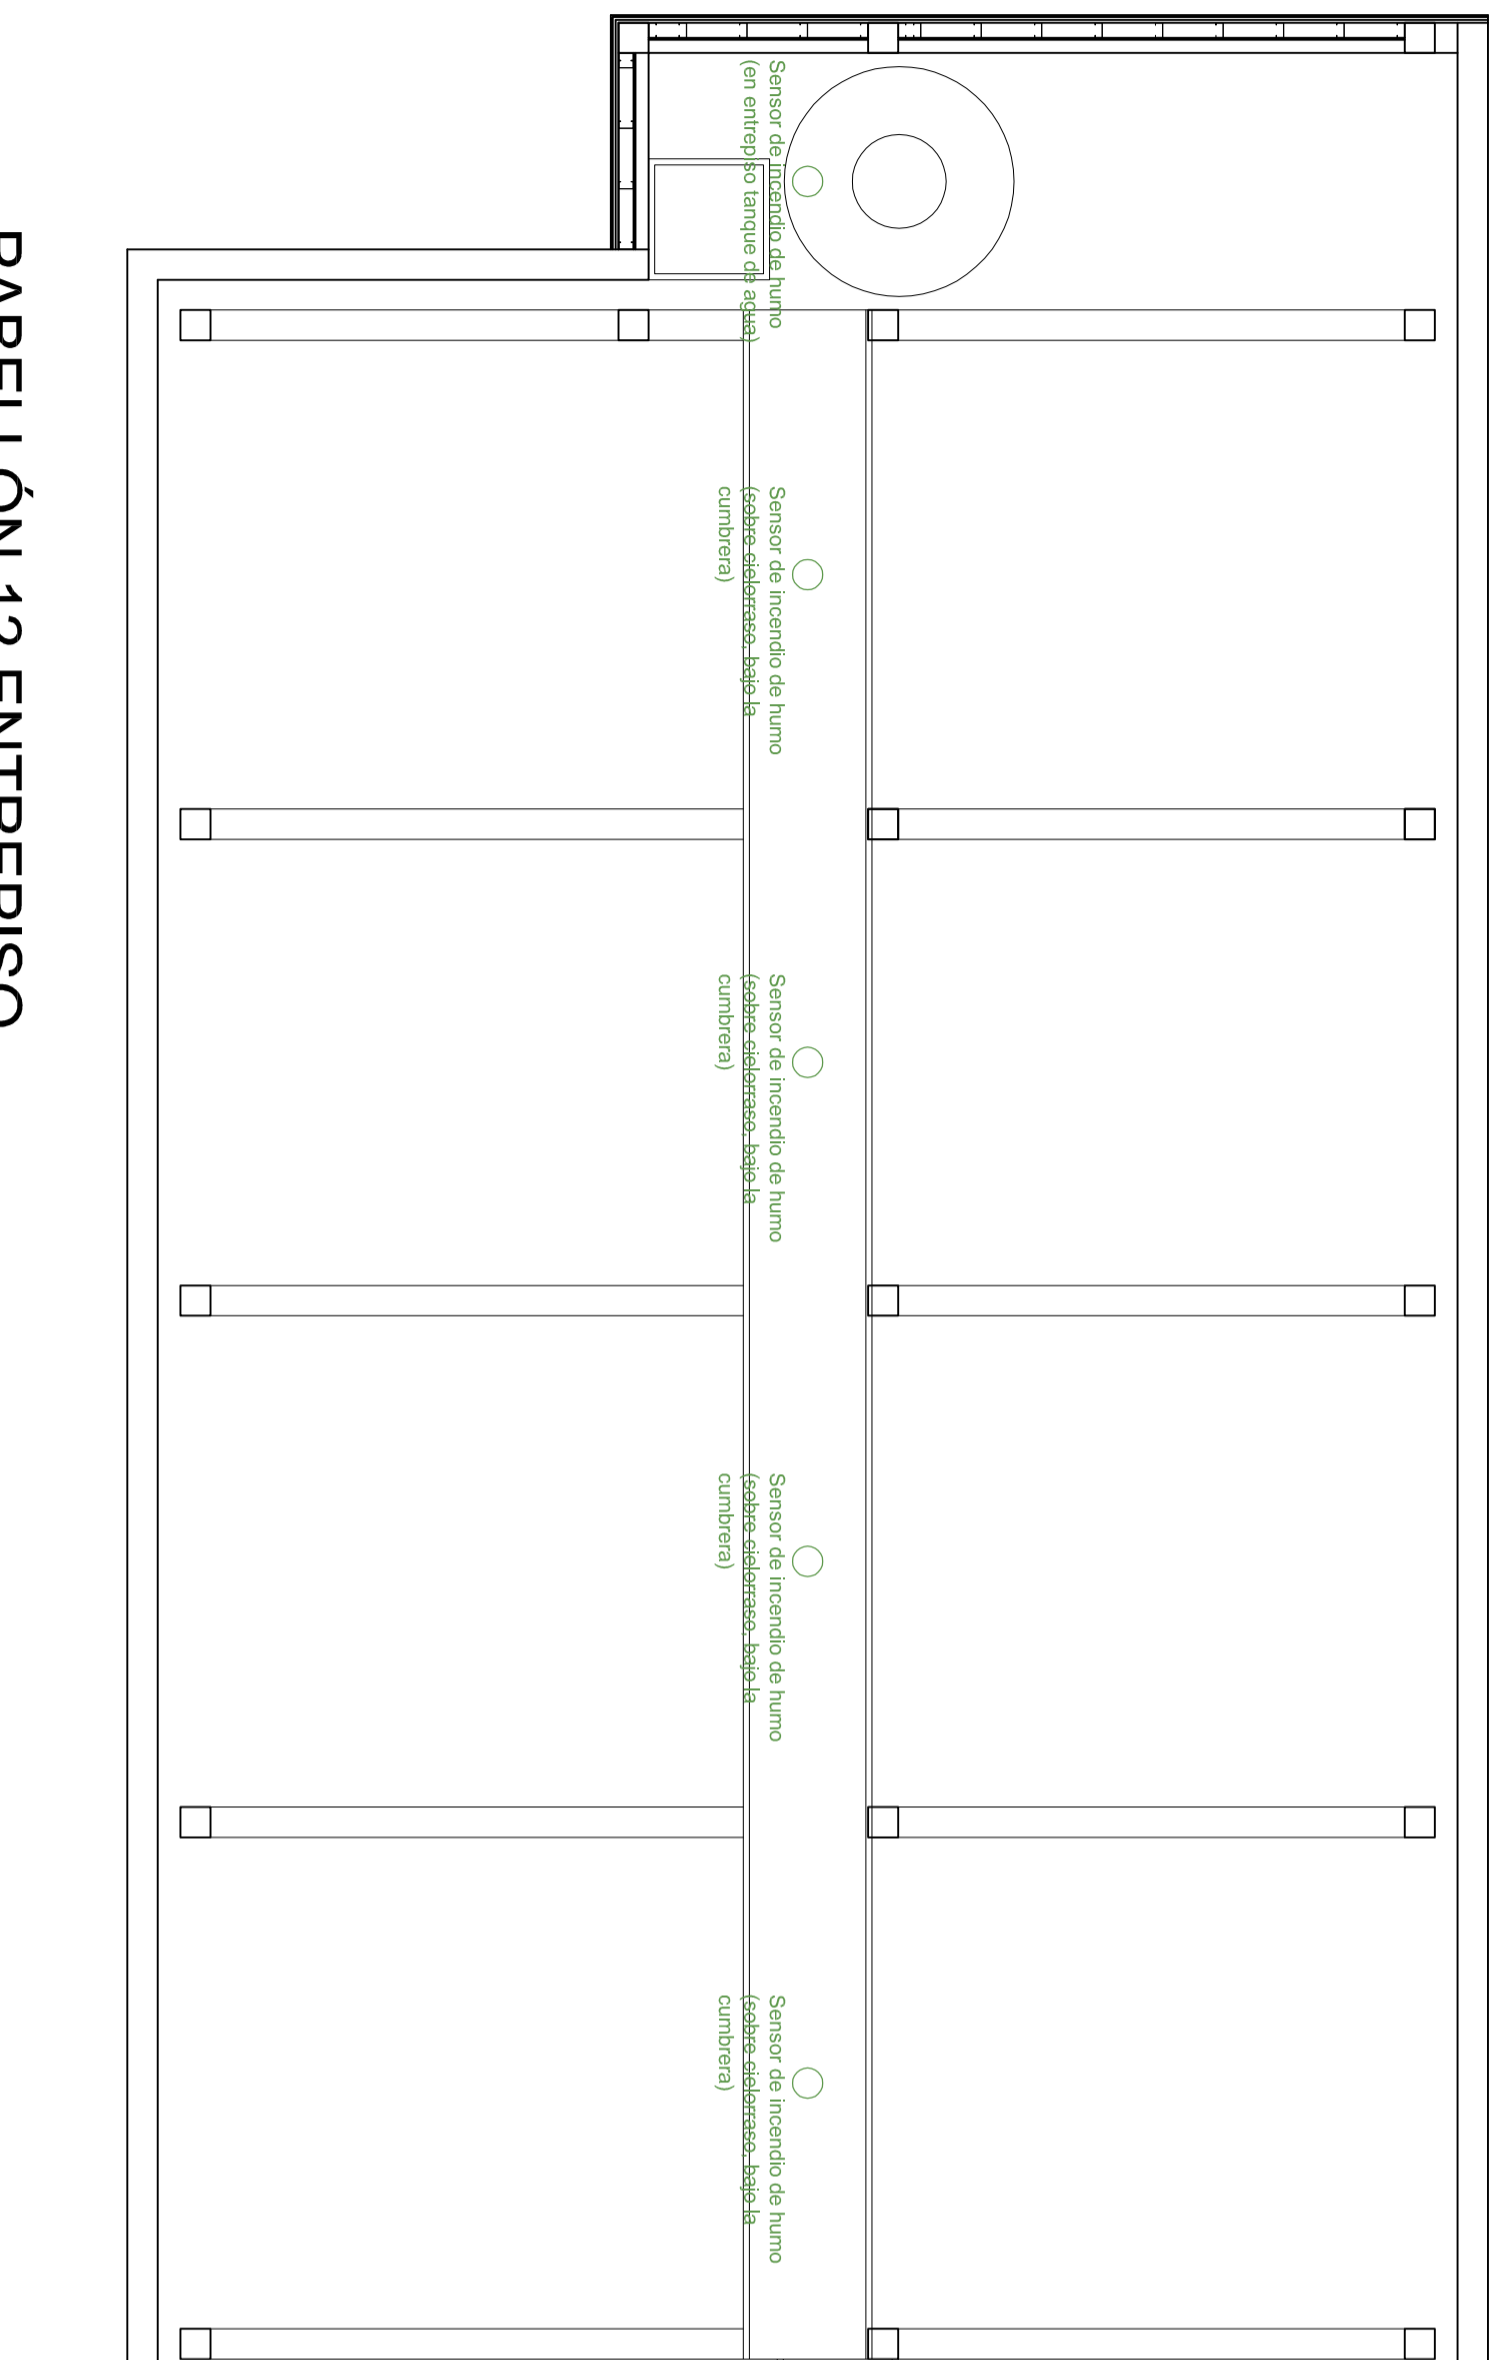 Sensor de incendio de humo
(en entrepiso tanque de agua)
Sensor de incendio de humo
(sobre cielorraso, bajo la
cumbrera)
Sensor de incendio de humo
(sobre cielorraso, bajo la
cumbrera)
Sensor de incendio de humo
(sobre cielorraso, bajo la
cumbrera)
Sensor de incendio de humo
(sobre cielorraso, bajo la
cumbrera)
PABELLÓN 12 ENTREPISO